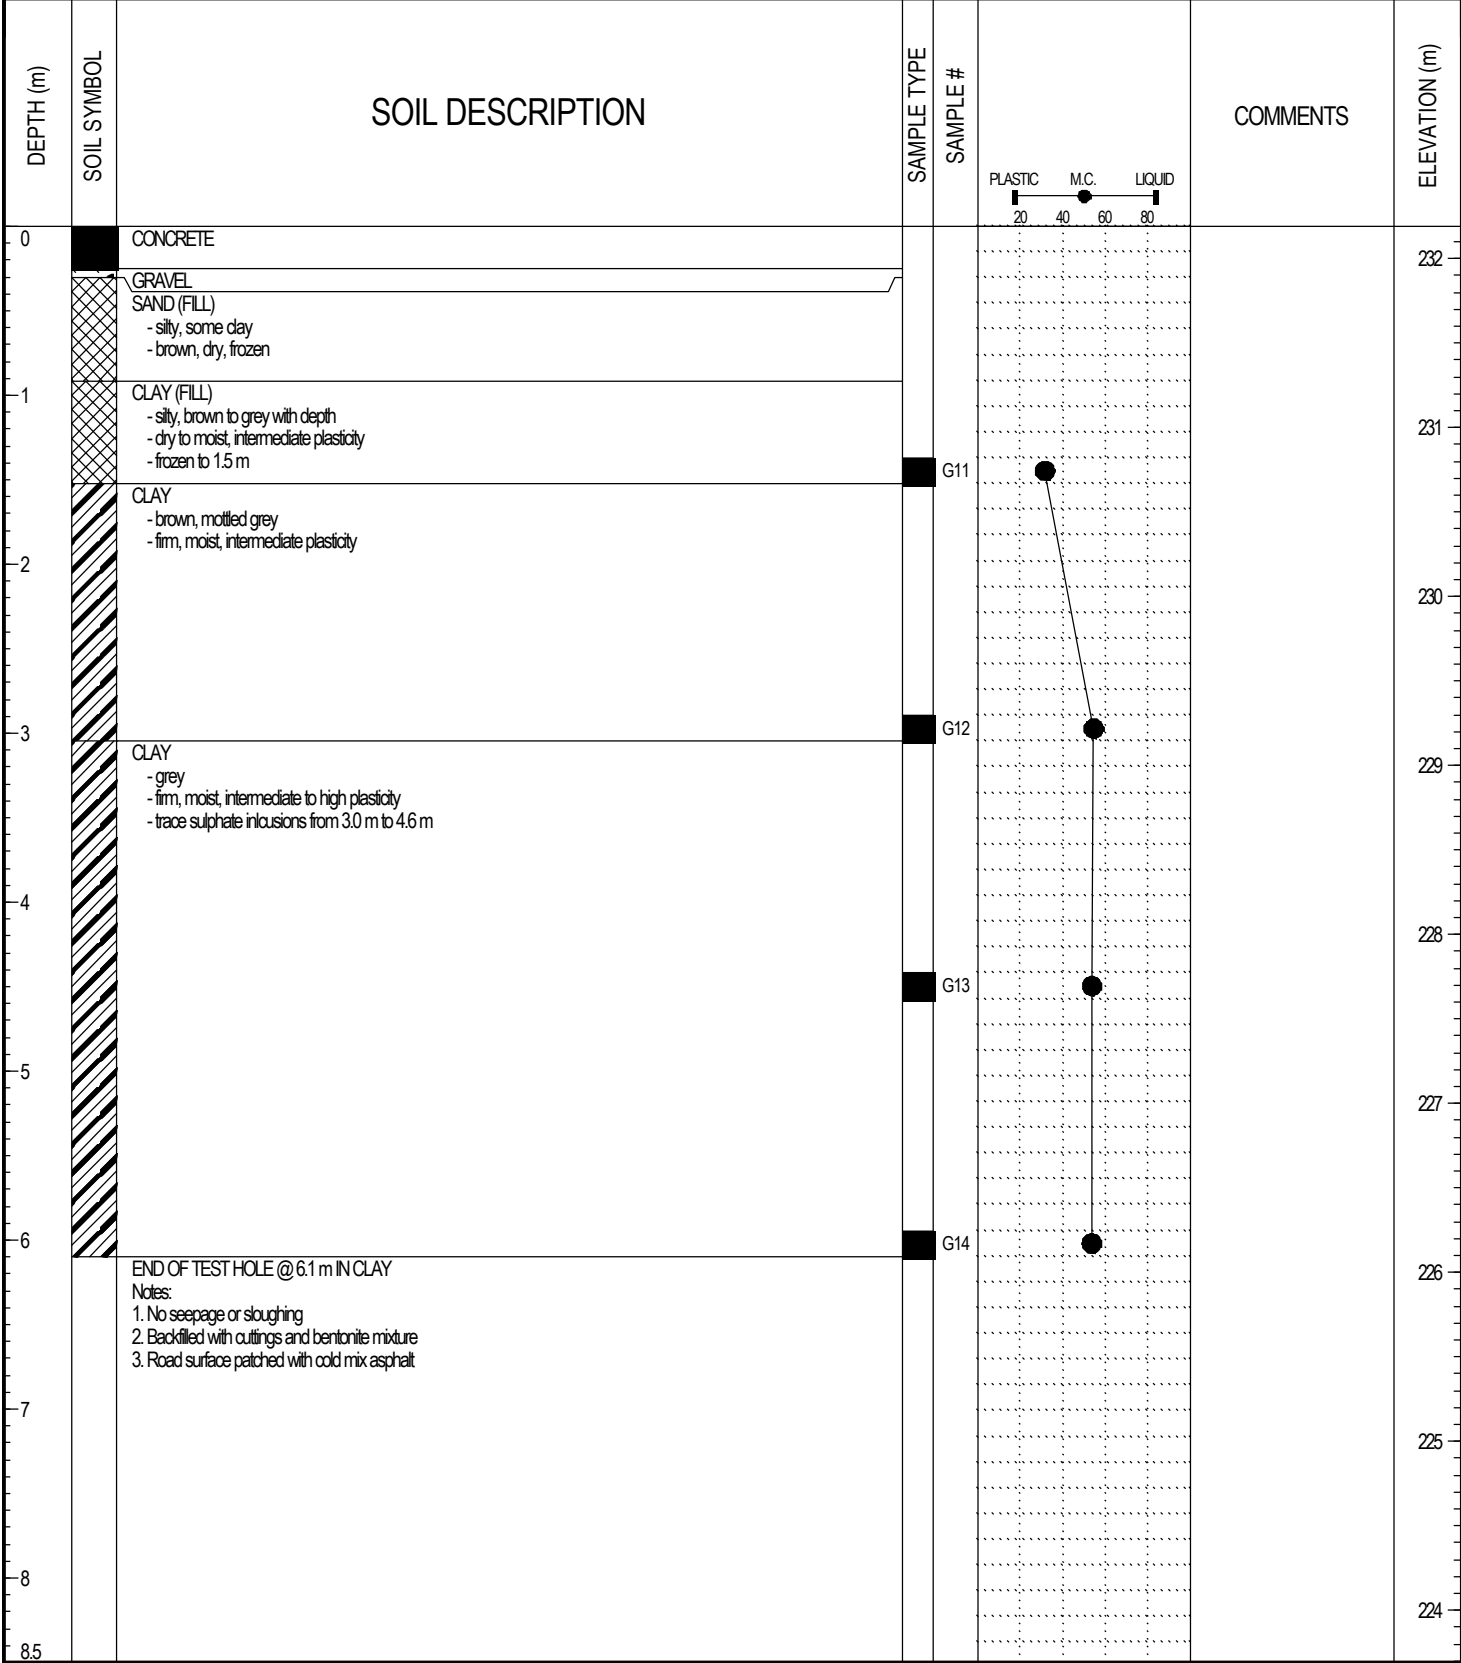 DEPTH (m)
SOIL SYMBOL
SOIL DESCRIPTION
SAMPLE TYPE
SAMPLE #
PLASTIC M.C. LIQUID
20 40 60 80
COMMENTS
ELEVATION (m)
0
CONCRETE
232
GRAVEL
SAND (FILL)
- silty, some clay
- brown, dry, frozen
1
CLAY (FILL)
- silty, brown to grey with depth
231
- dry to moist, intermediate plasticity
- frozen to 1.5 m
G11
CLAY
- brown, mottled grey
- firm, moist, intermediate plasticity
2
230
3
G12
CLAY
229
- grey
- firm, moist, intermediate to high plasticity
- trace sulphate inlcusions from 3.0 m to 4.6 m
4
228
G13
5
227
6
G14
END OF TEST HOLE @ 6.1 m IN CLAY
226
Notes:
1. No seepage or sloughing
2. Backfilled with cuttings and bentonite mixture
3. Road surface patched with cold mix asphalt
7
225
8
224
8.5